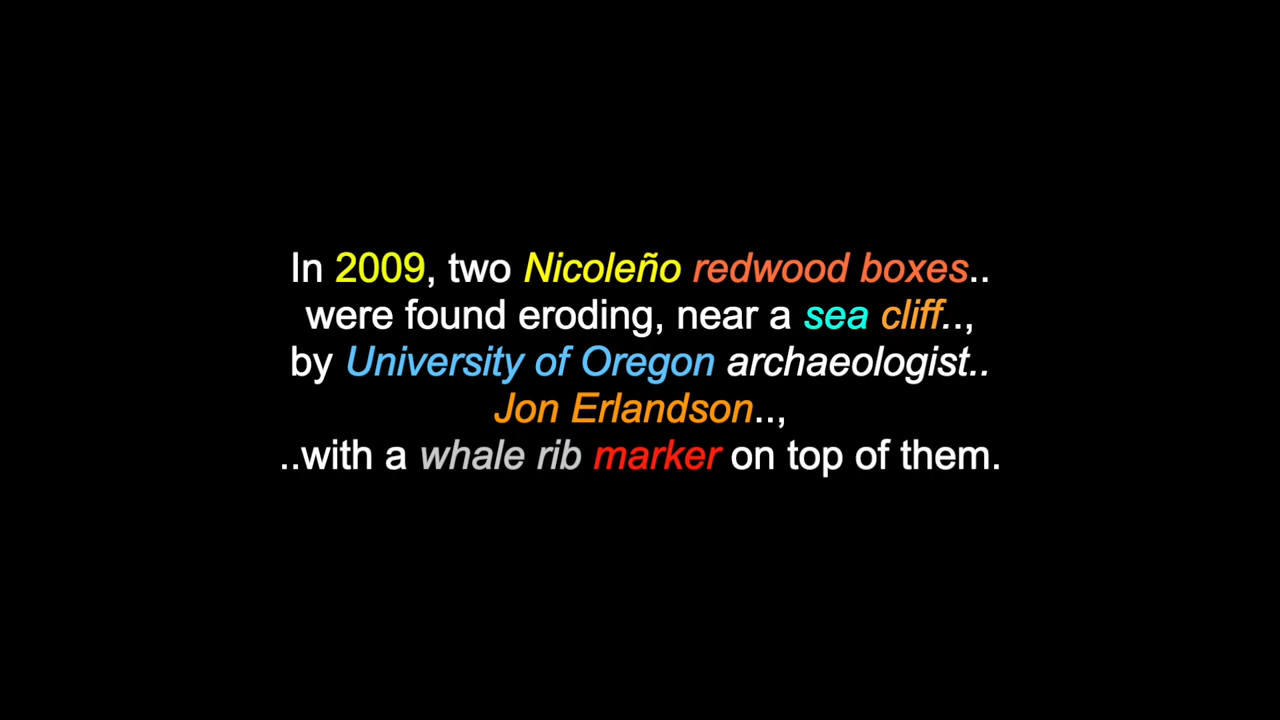 In 2009, two Nicoleño redwood boxes..
were found eroding, near a sea cliff..,
by University of Oregon archaeologist..
Jon Erlandson..,
..with a whale rib marker on top of them.